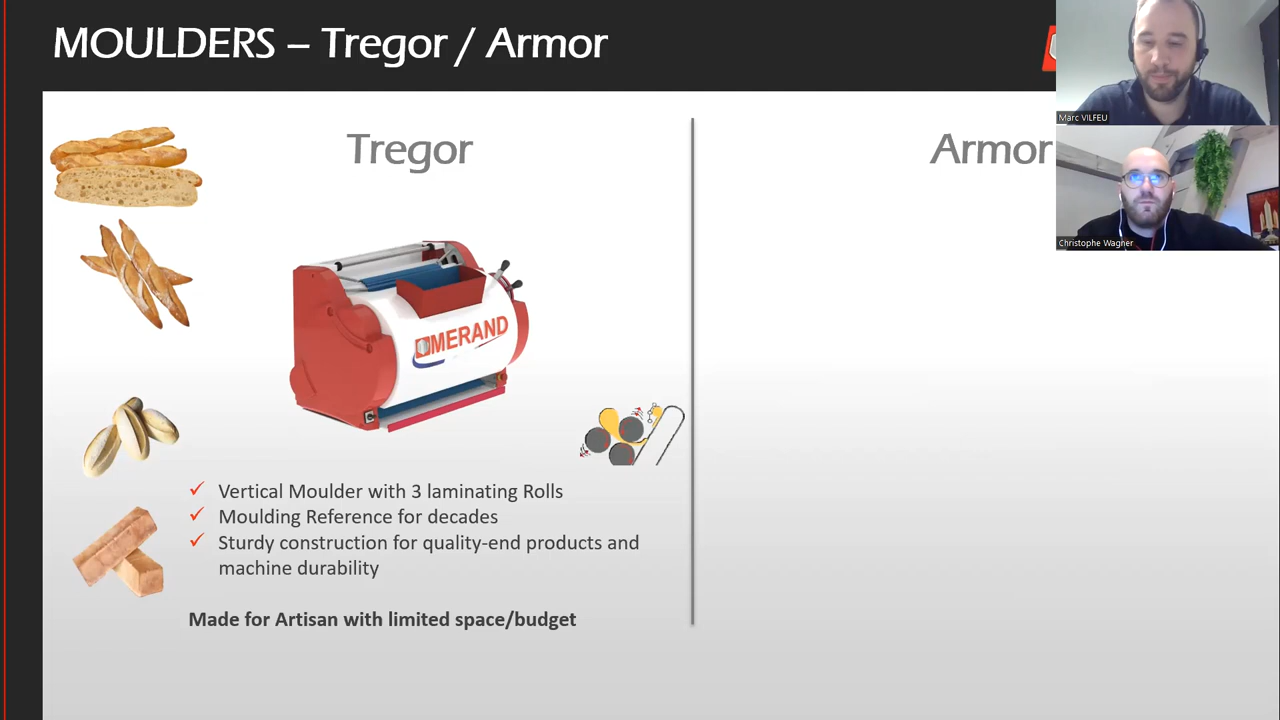 MOULDERS – Tregor / Armor
Marc VILFEU
Christophe Wagner
Tregor
Armor
MERAND
✓ Vertical Moulder with 3 laminating Rolls
✓ Moulding Reference for decades
✓ Sturdy construction for quality-end products and
machine durability
Made for Artisan with limited space/budget